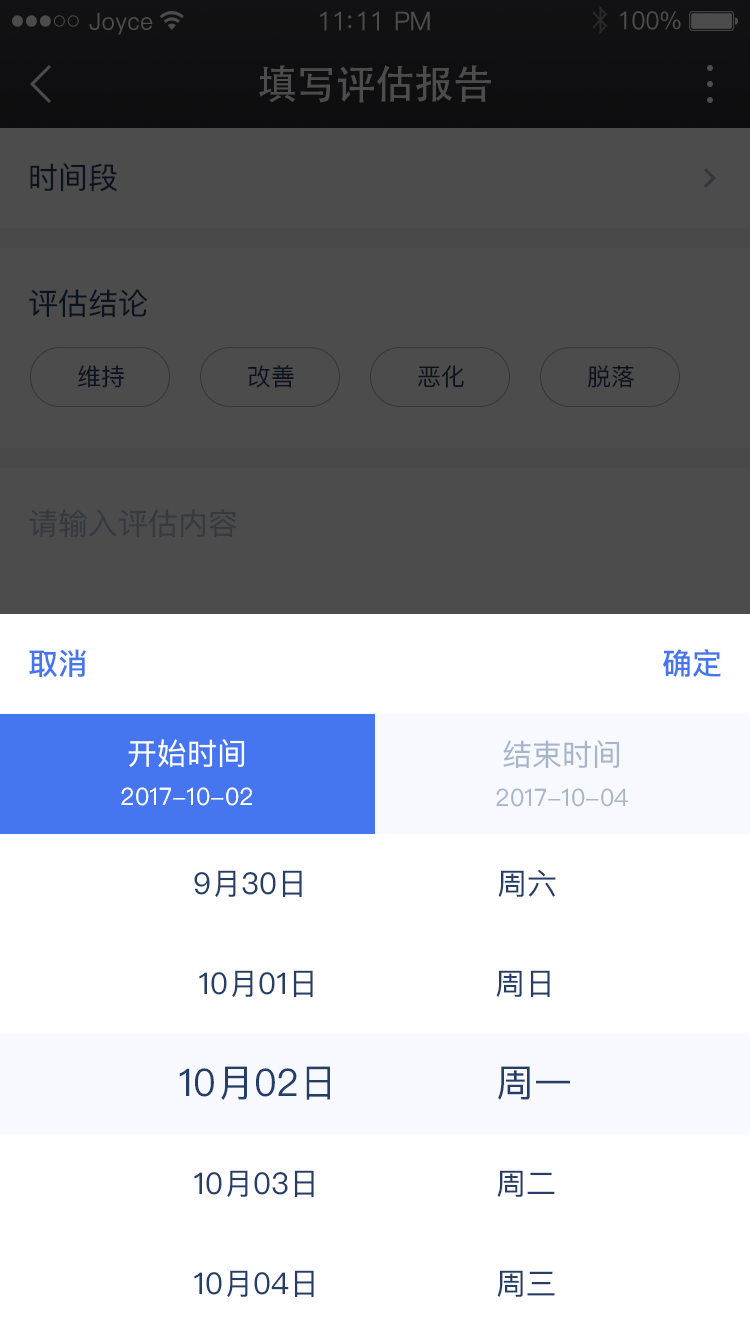 Joyce 11:11 PM 100%
填写评估报告
时间段
评估结论
维持 改善 恶化 脱落
请输入评估内容
取消 确定
开始时间 结束时间
2017-10-02 2017-10-04
9月30日 周六
10月01日 周日
10月02日 周一
10月03日 周二
10月04日 周三